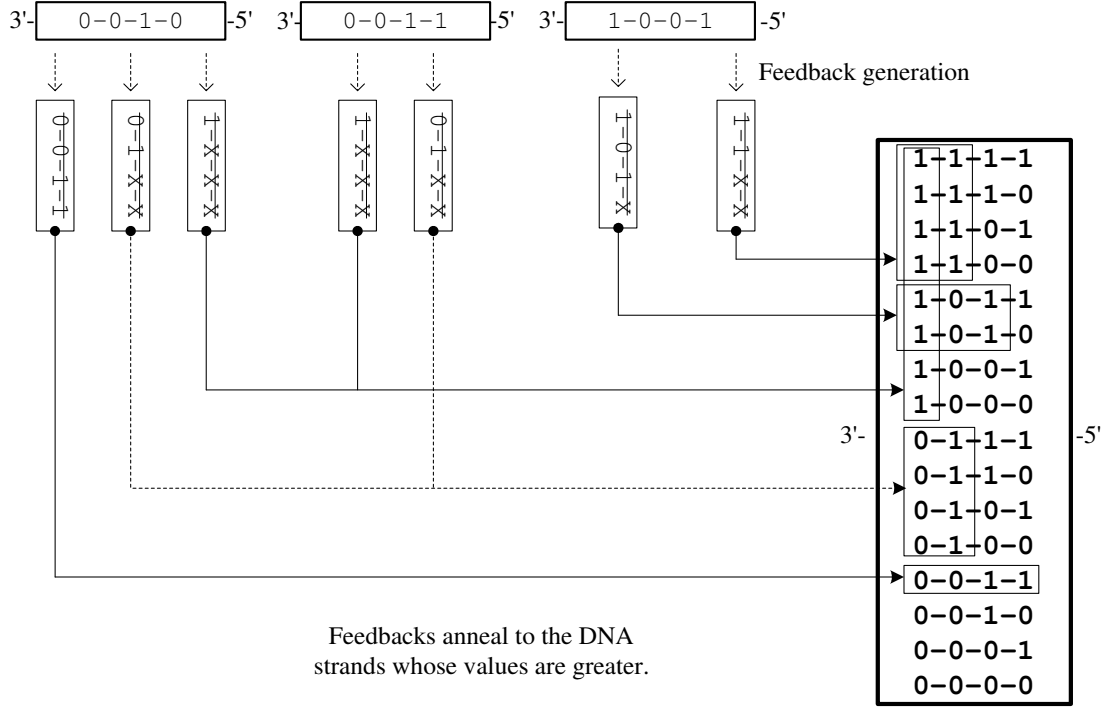 3'- 0-0-1-0 -5'
3'- 0-0-1-1 -5'
3'- 1-0-0-1 -5'
Feedback generation
0-0-1-1
0-1-X-X
1-X-X-X
1-X-X-X
0-1-X-X
1-0-1-X
1-1-X-X
1-1-1-1
1-1-1-0
1-1-0-1
1-1-0-0
1-0-1-1
1-0-1-0
1-0-0-1
1-0-0-0
3'- -5'
0-1-1-1
0-1-1-0
0-1-0-1
0-1-0-0
0-0-1-1
0-0-1-0
0-0-0-1
0-0-0-0
Feedbacks anneal to the DNA
strands whose values are greater.